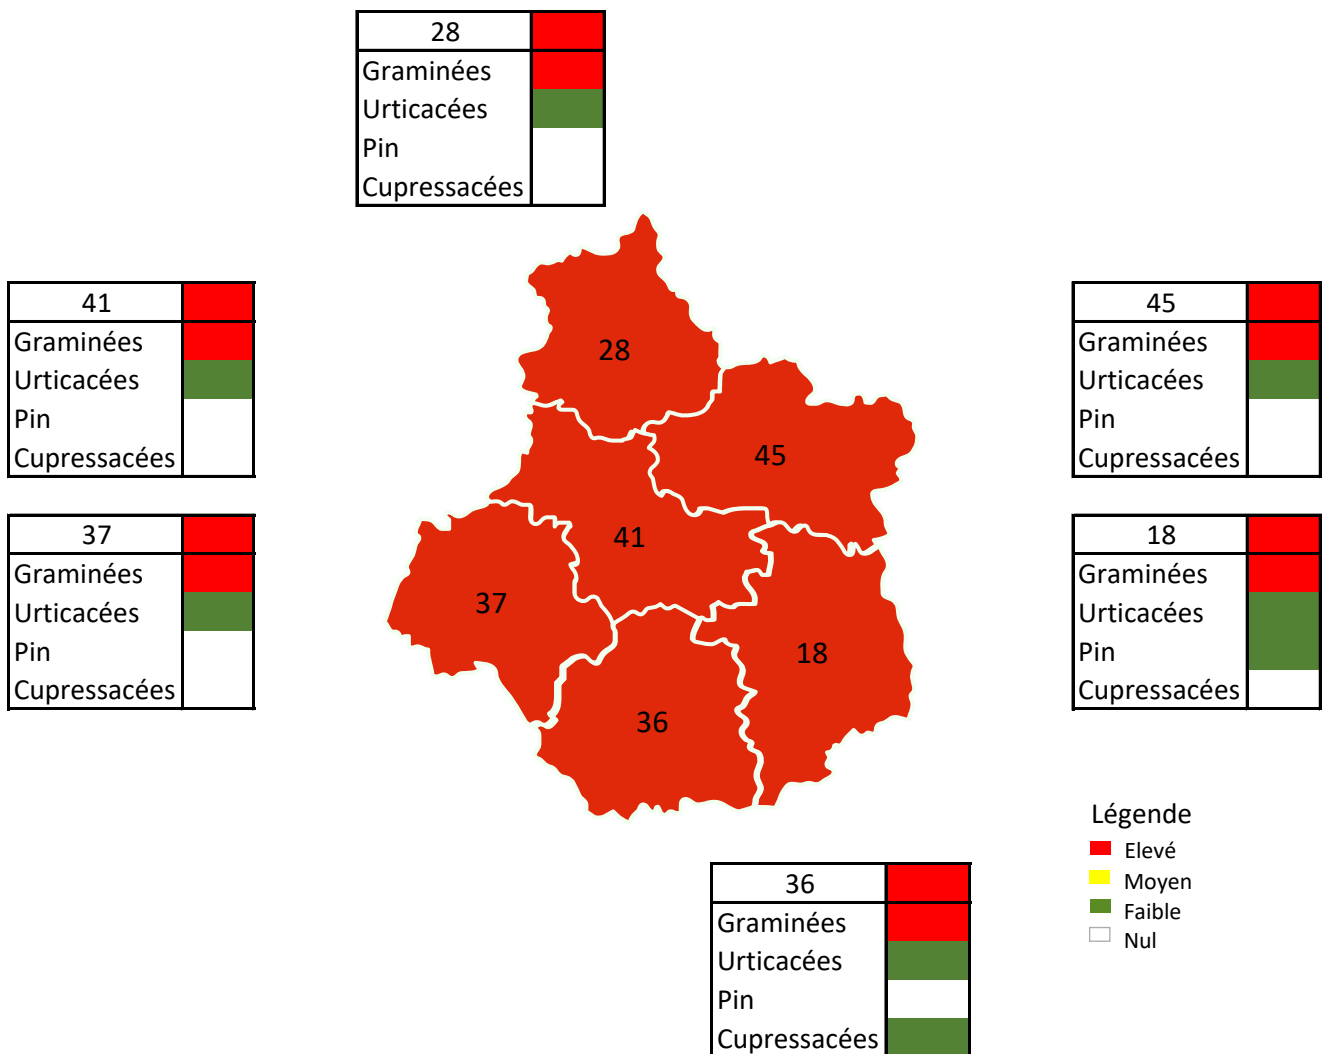 28
Graminées
Urticacées
Pin
Cupressacées
41
Graminées
Urticacées
Pin
Cupressacées
45
Graminées
Urticacées
Pin
Cupressacées
37
Graminées
Urticacées
Pin
Cupressacées
18
Graminées
Urticacées
Pin
Cupressacées
28
45
41
37
18
36
Légende
Elevé
Moyen
Faible
Nul
36
Graminées
Urticacées
Pin
Cupressacées